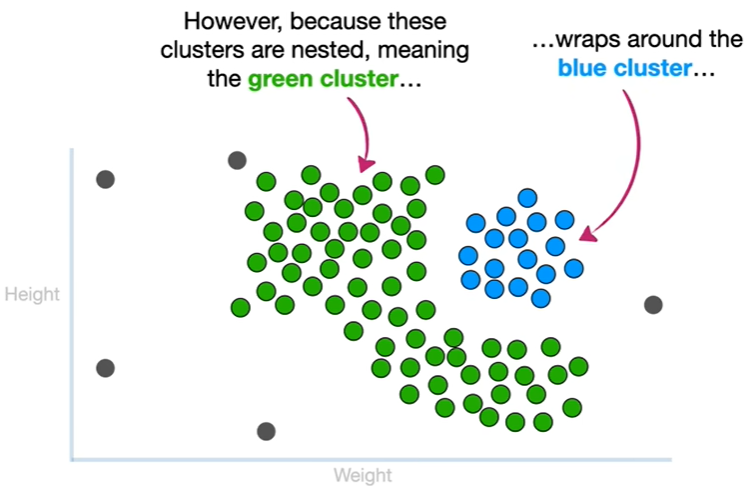 However, because these
clusters are nested, meaning
the green cluster…
…wraps around the
blue cluster…
Height
Weight